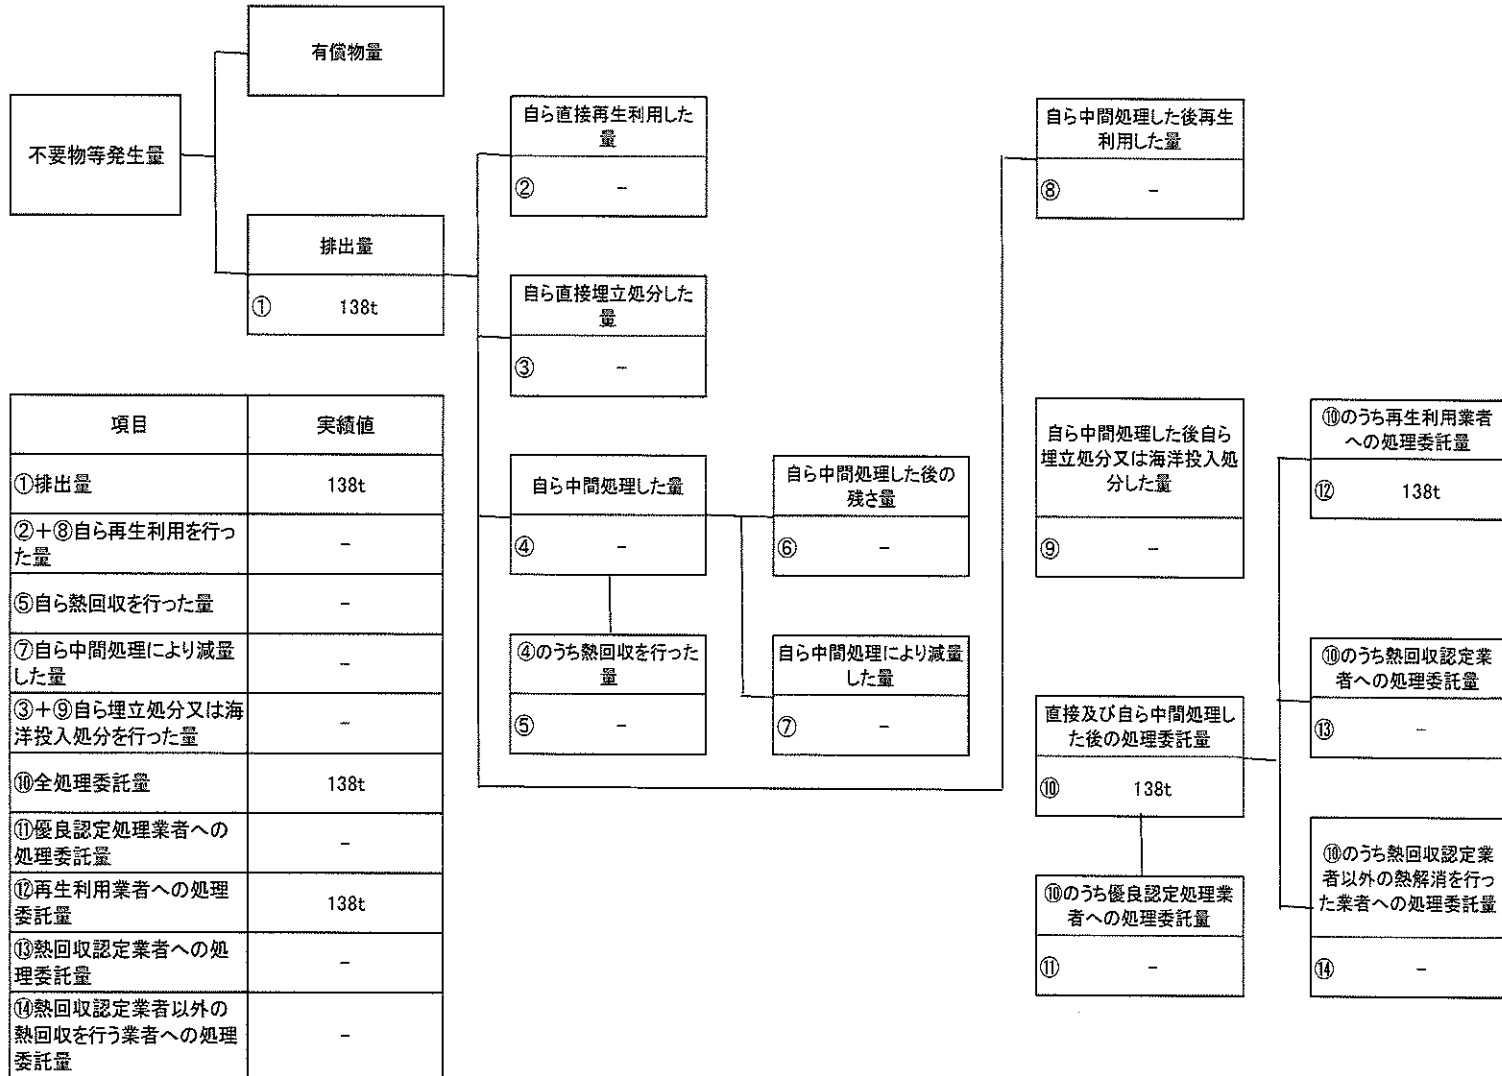 有償物量
不要物等発生量
排出量
① 138t
自ら直接再生利用した
量
② －
自ら直接埋立処分した
量
③ －
自ら中間処理した量
④ －
④のうち熱回収を行った
量
⑤ －
自ら中間処理した後の
残さ量
⑥ －
自ら中間処理により減量
した量
⑦ －
自ら中間処理した後再生
利用した量
⑧ －
自ら中間処理した後自ら
埋立処分又は海洋投入処
分した量
⑨ －
直接及び自ら中間処理し
た後の処理委託量
⑩ 138t
⑩のうち優良認定処理業
者への処理委託量
⑪ －
⑩のうち再生利用業者
への処理委託量
⑫ 138t
⑩のうち熱回収認定業
者への処理委託量
⑬ －
⑩のうち熱回収認定業
者以外の熱解消を行っ
た業者への処理委託量
⑭ －
項目 実績値
①排出量 138t
②＋⑧自ら再生利用を行っ
た量 －
⑤自ら熱回収を行った量 －
⑦自ら中間処理により減量
した量 －
③＋⑨自ら埋立処分又は海
洋投入処分を行った量 －
⑩全処理委託量 138t
⑪優良認定処理業者への
処理委託量 －
⑫再生利用業者への処理
委託量 138t
⑬熱回収認定業者への処
理委託量 －
⑭熱回収認定業者以外の
熱回収を行う業者への処理
委託量 －